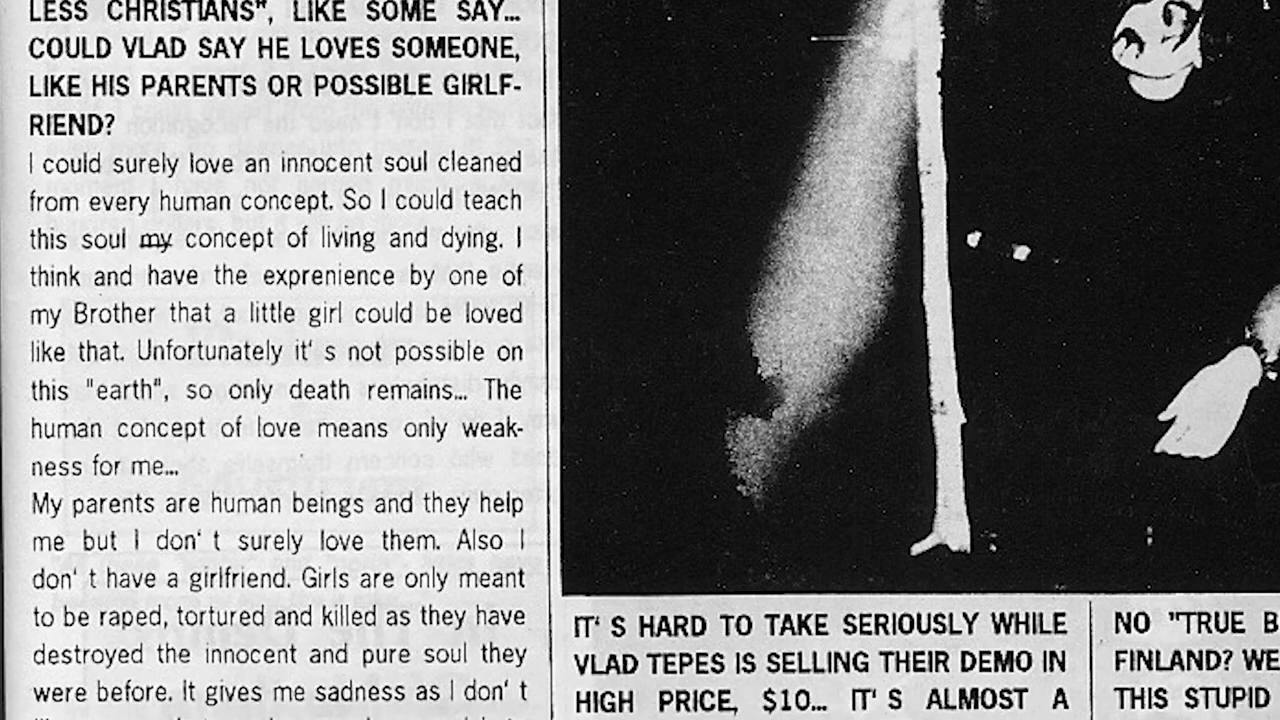 LESS CHRISTIANS", LIKE SOME SAY...
COULD VLAD SAY HE LOVES SOMEONE,
LIKE HIS PARENTS OR POSSIBLE GIRLF-
RIEND?
I could surely love an innocent soul cleaned
from every human concept. So I could teach
this soul my concept of living and dying. I
think and have the exprenience by one of
my Brother that a little girl could be loved
like that. Unfortunately it' s not possible on
this "earth", so only death remains... The
human concept of love means only weak-
ness for me...
My parents are human beings and they help
me but I don' t surely love them. Also I
don' t have a girlfriend. Girls are only meant
to be raped, tortured and killed as they have
destroyed the innocent and pure soul they
were before. It gives me sadness as I don' t
IT' S HARD TO TAKE SERIOUSLY WHILE
VLAD TEPES IS SELLING THEIR DEMO IN
HIGH PRICE, $10... IT' S ALMOST A
NO "TRUE B
FINLAND? WE
THIS STUPID